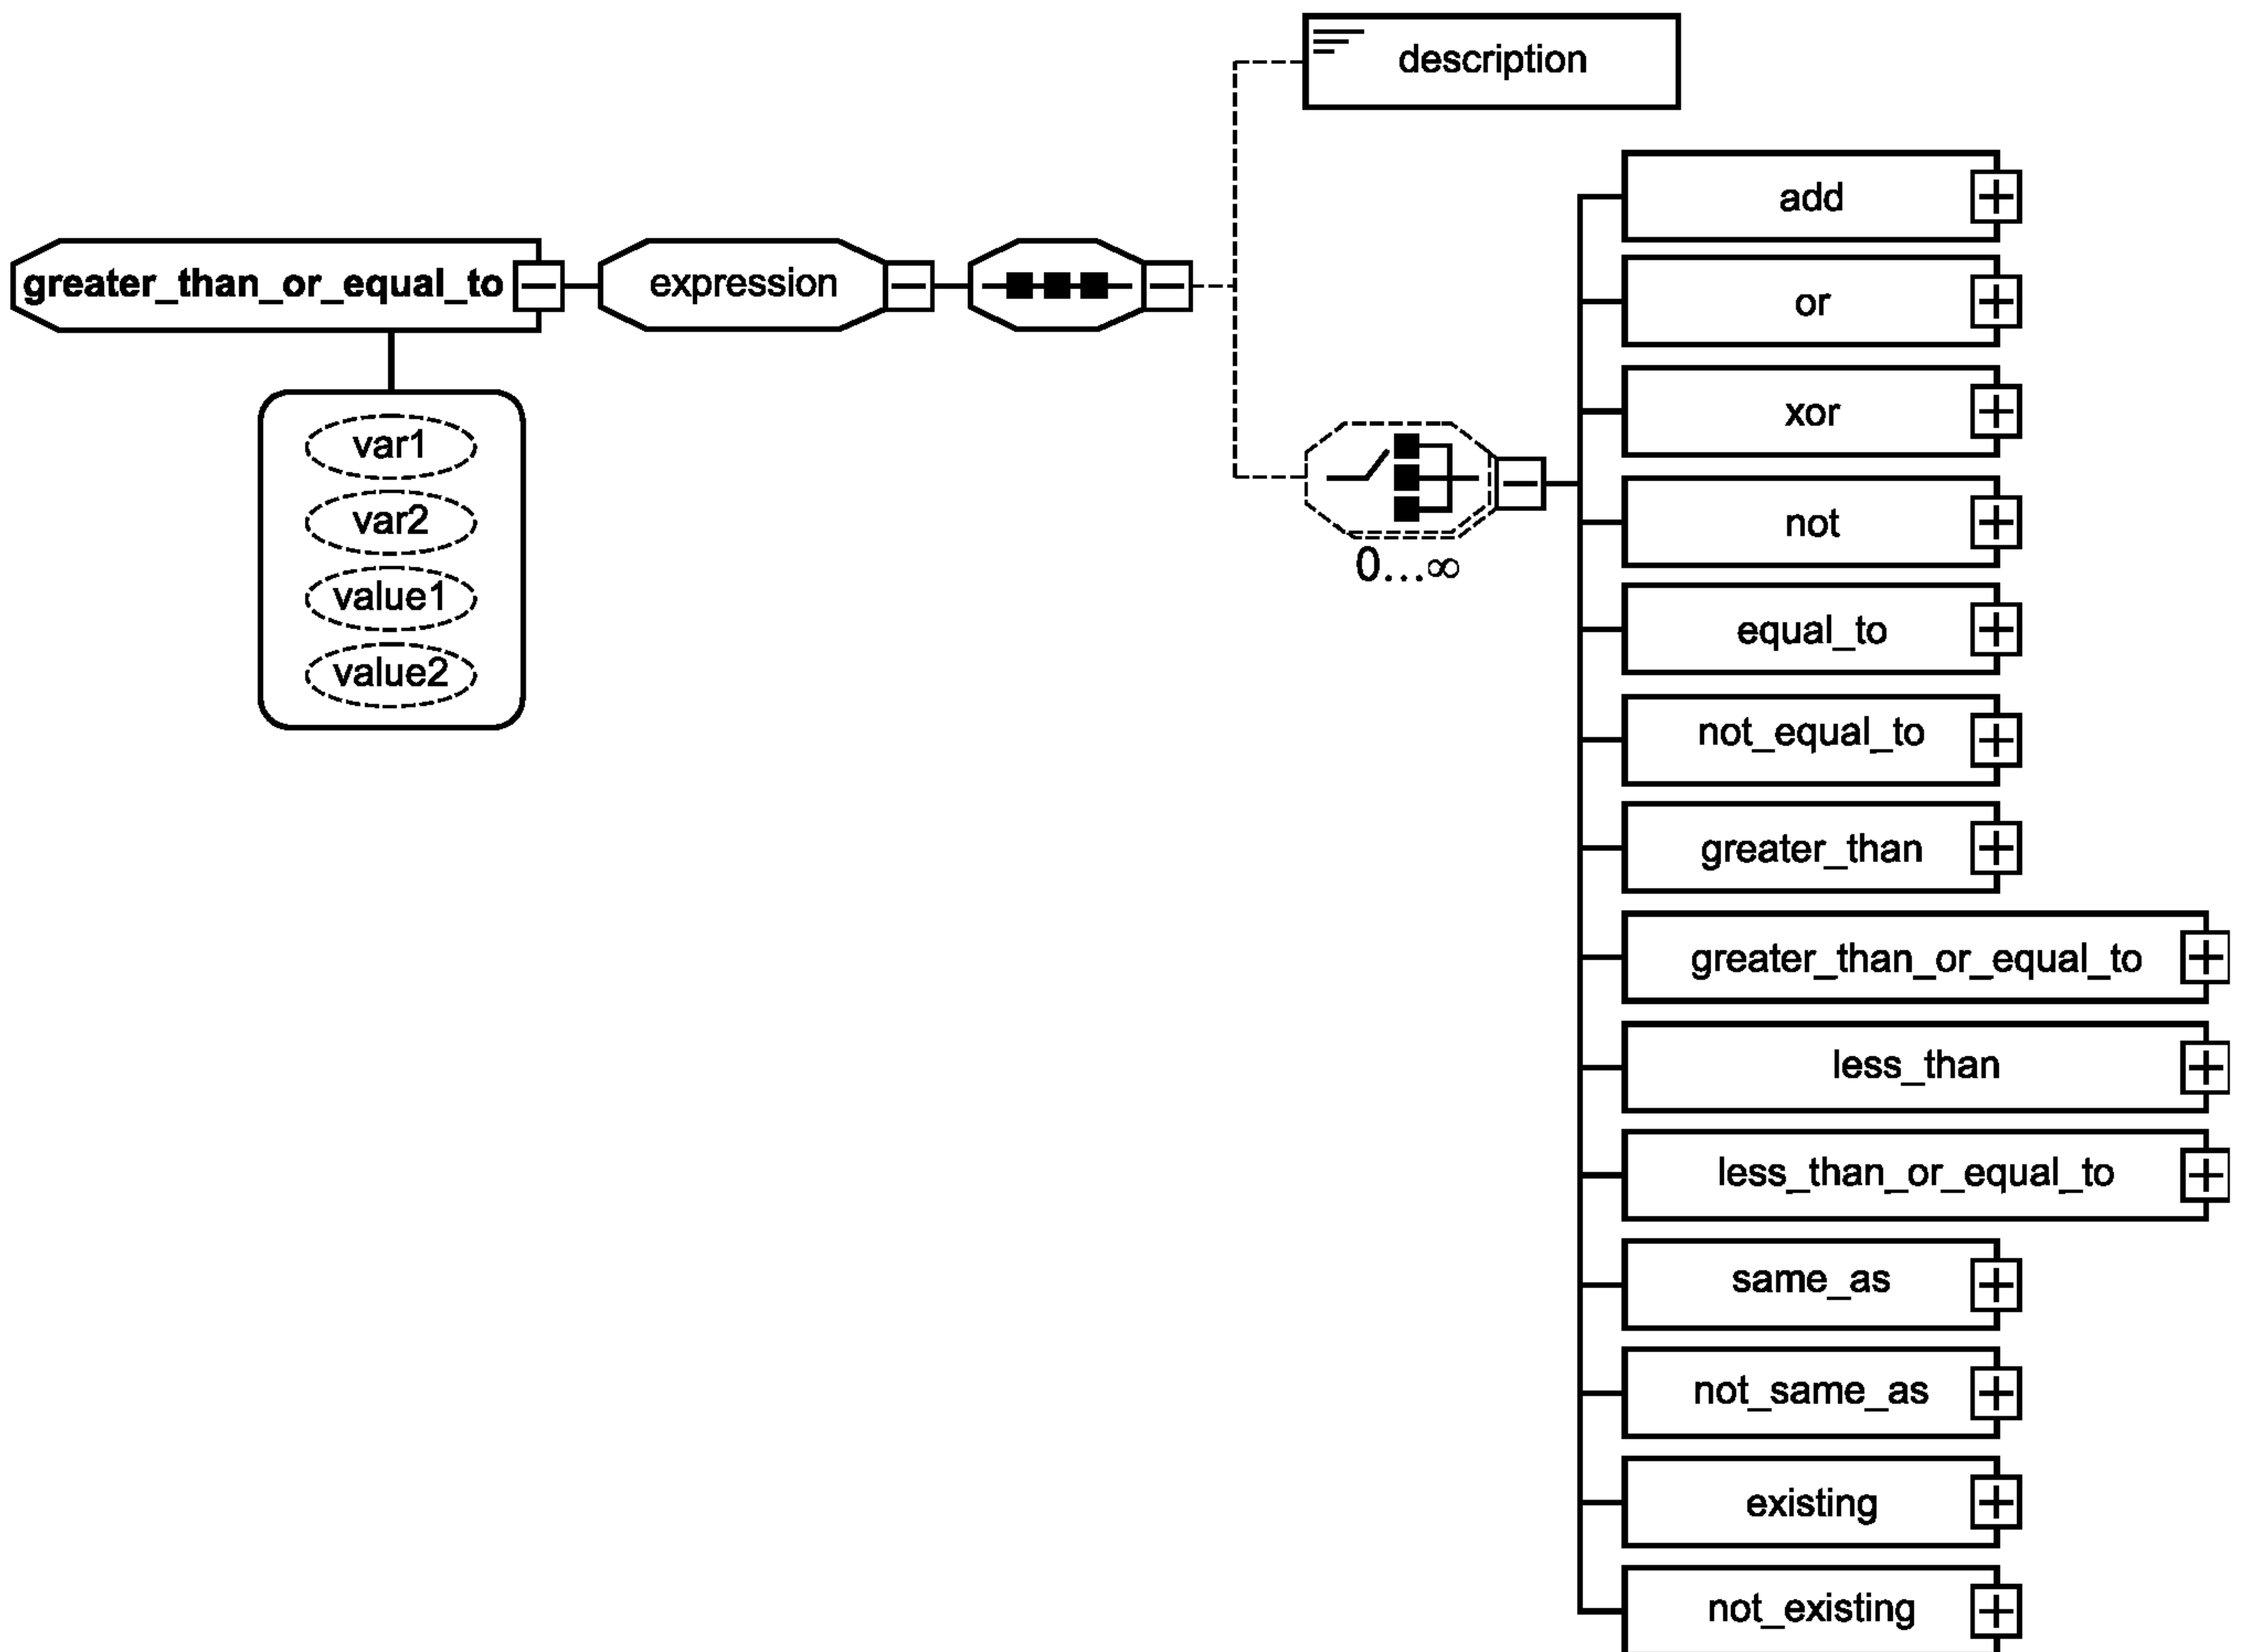 description
greater_than_or_equal_to
expression
var1
var2
value1
value2
0...∞
add
or
xor
not
equal_to
not_equal_to
greater_than
greater_than_or_equal_to
less_than
less_than_or_equal_to
same_as
not_same_as
existing
not_existing